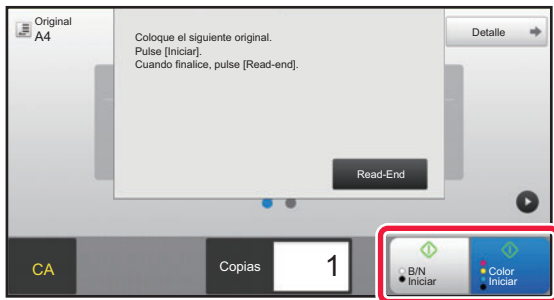 Original
A4
Coloque el siguiente original.
Pulse [Iniciar].
Cuando finalice, pulse [Read-end].
Detalle
Read-End
CA
Copias
1
B/N
Iniciar
Color
Iniciar